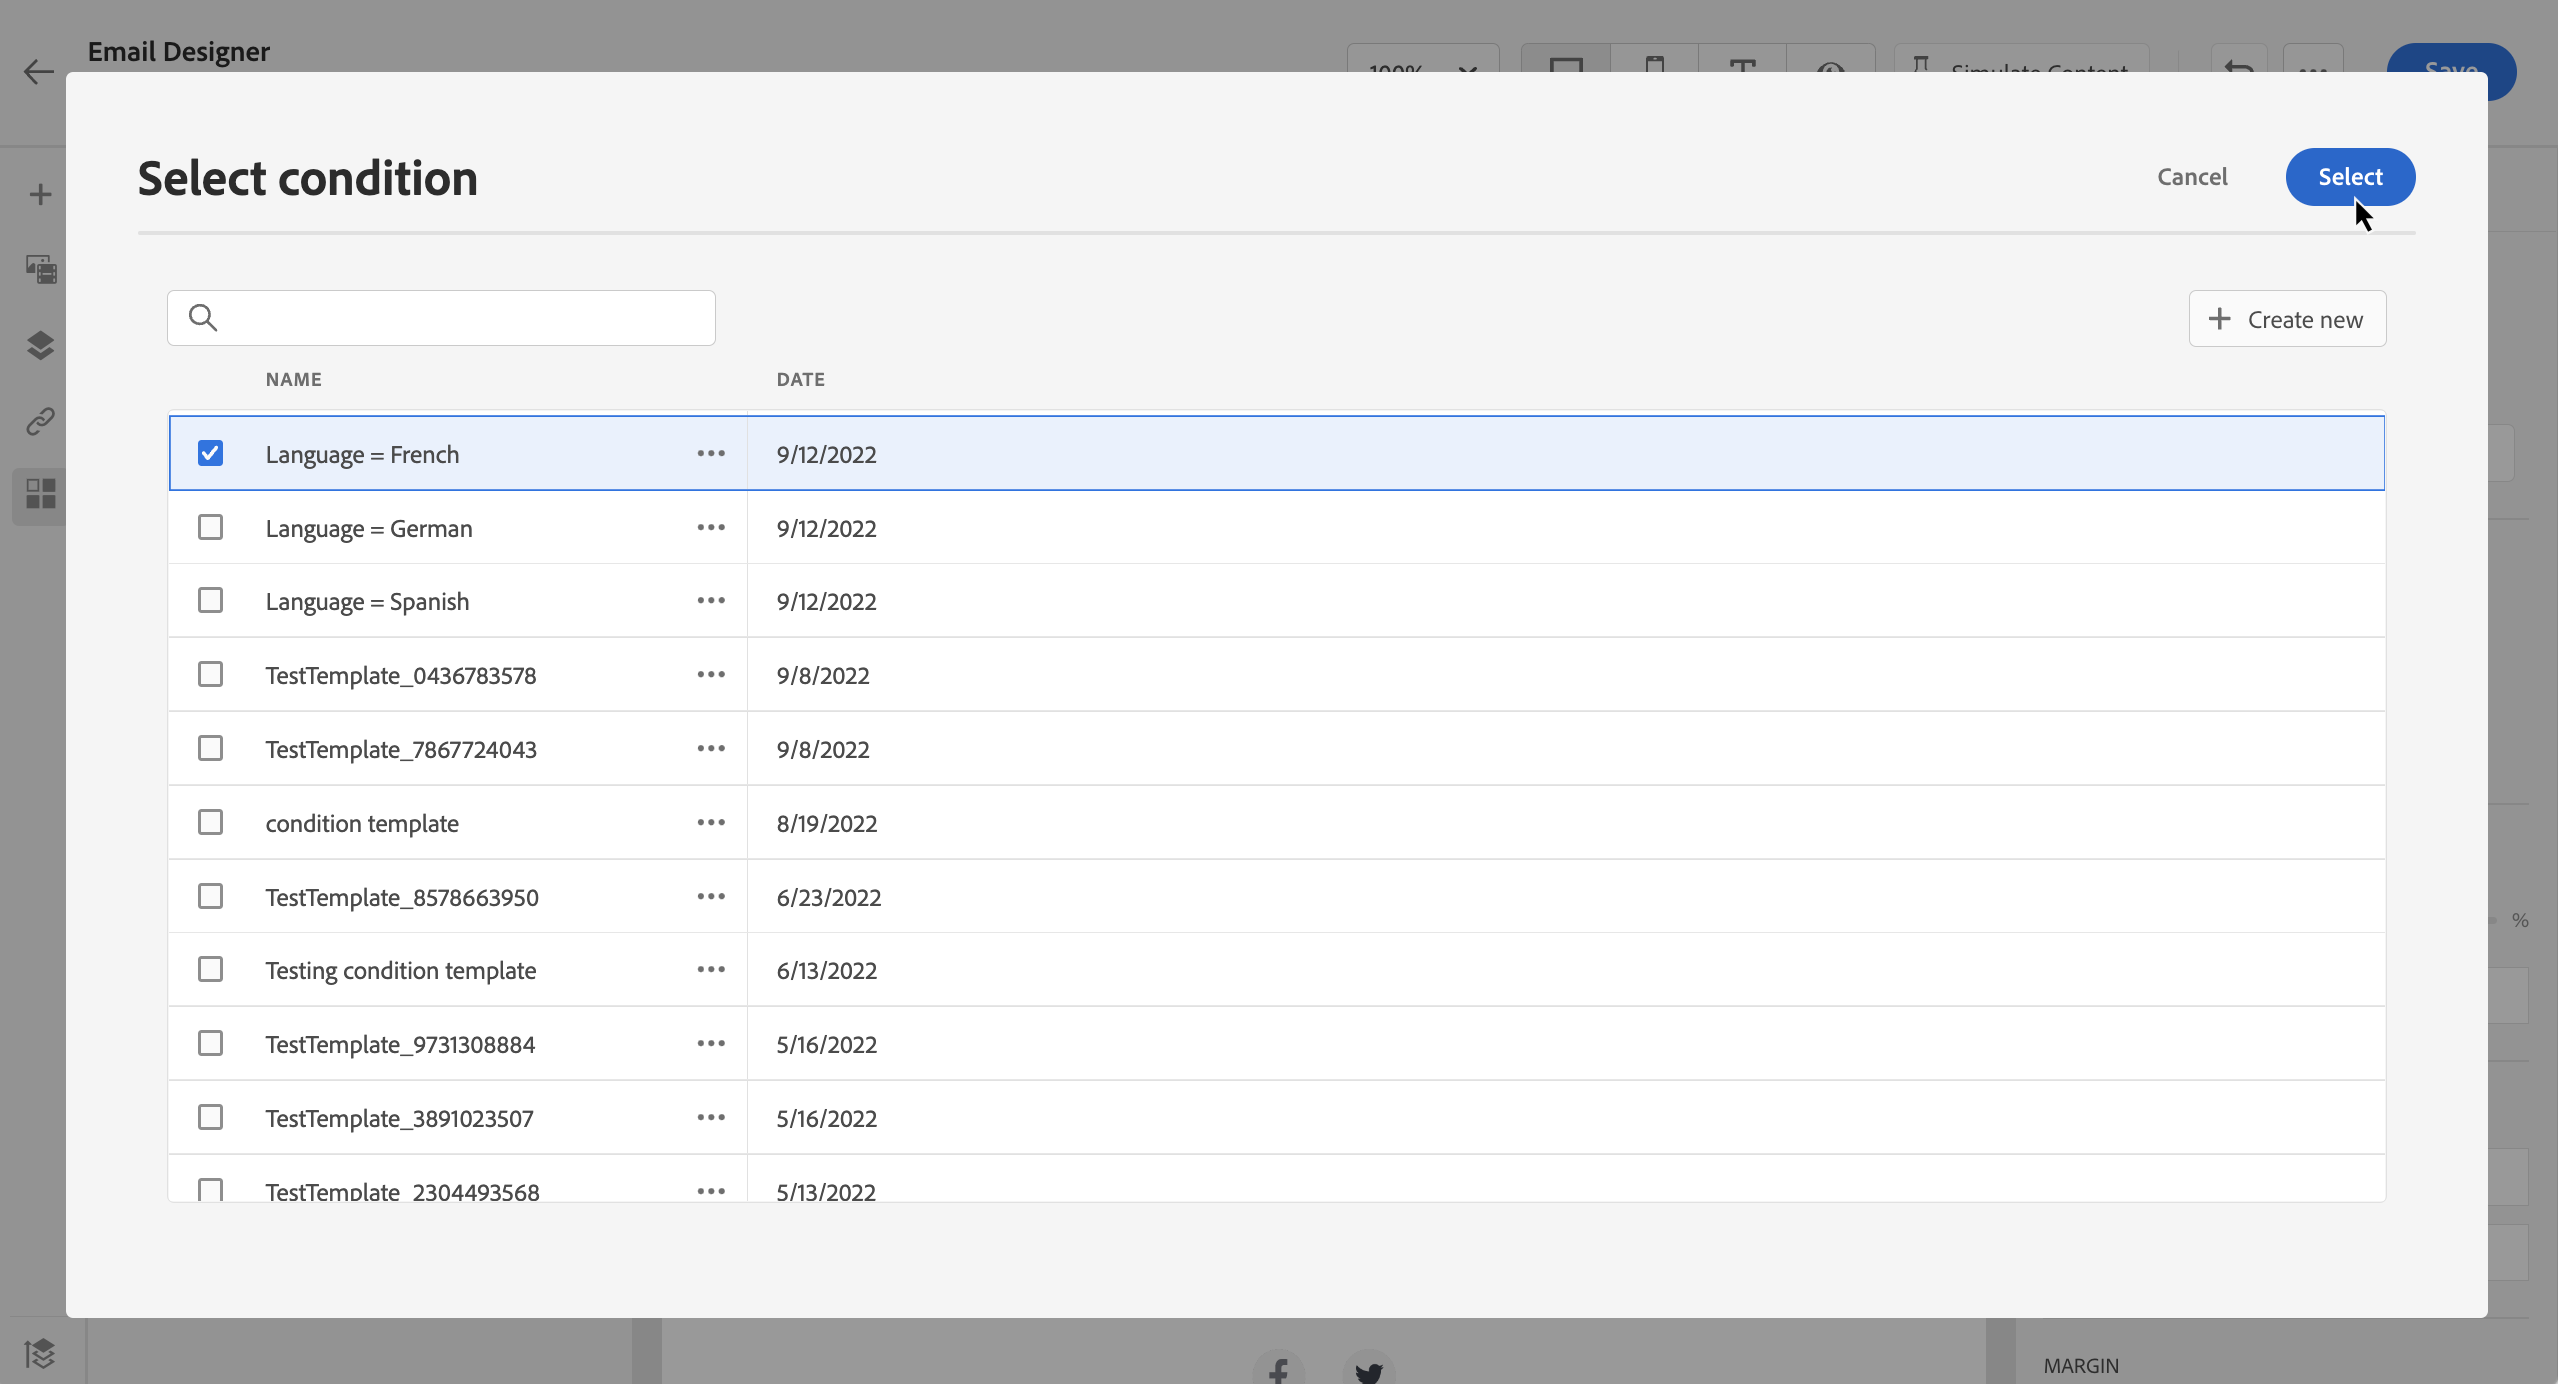 Email Designer
100%
Simulate Content
Save
Select condition
Cancel
Select
Create new
NAME
DATE
Language = French
9/12/2022
Language = German
9/12/2022
Language = Spanish
9/12/2022
TestTemplate_0436783578
9/8/2022
TestTemplate_7867724043
9/8/2022
condition template
8/19/2022
TestTemplate_8578663950
6/23/2022
Testing condition template
6/13/2022
TestTemplate_9731308884
5/16/2022
TestTemplate_3891023507
5/16/2022
TestTemplate_2304493568
5/13/2022
%
MARGIN